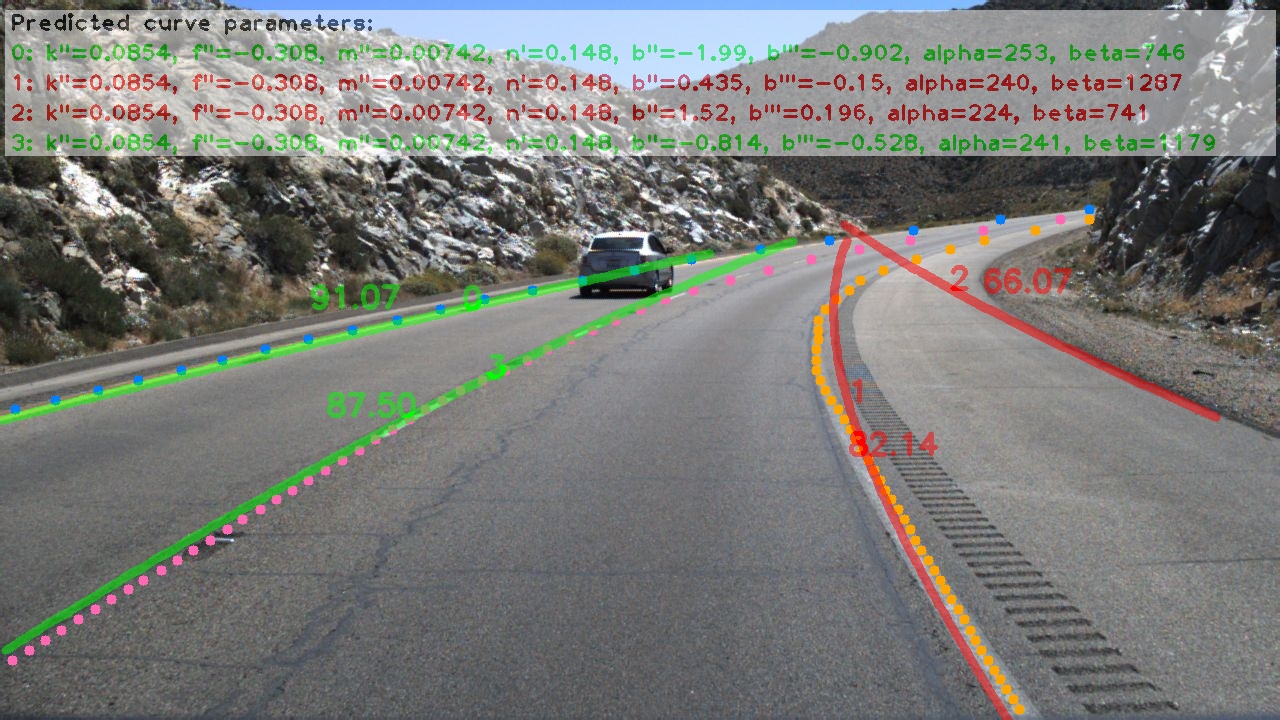 Predicted curve parameters:
0: k''=0.0854, f''=-0.308, m''=0.00742, n'=0.148, b''=-1.99, b'''=-0.902, alpha=253, beta=746
1: k''=0.0854, f''=-0.308, m''=0.00742, n'=0.148, b''=0.435, b'''=-0.15, alpha=240, beta=1287
2: k''=0.0854, f''=-0.308, m''=0.00742, n'=0.148, b''=1.52, b'''=0.196, alpha=224, beta=741
3: k''=0.0854, f''=-0.308, m''=0.00742, n'=0.148, b''=-0.814, b'''=-0.528, alpha=241, beta=1179
2 66.07
91.07 0
3
1
87.50
82.14